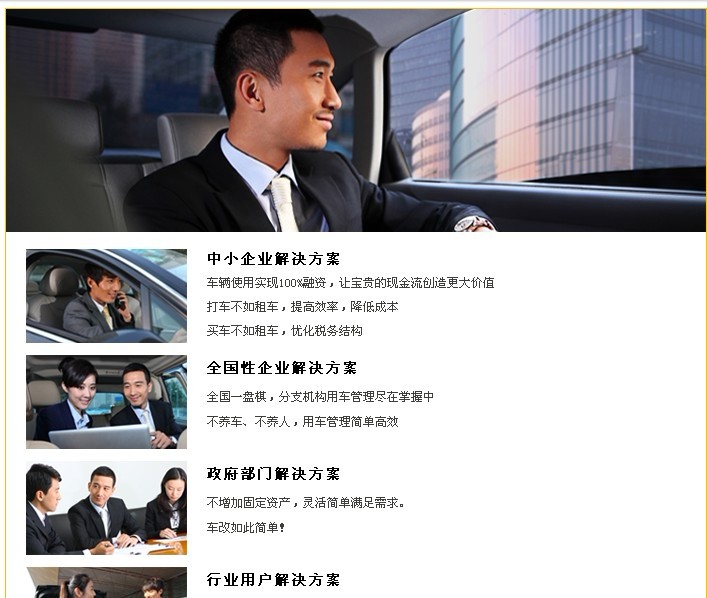 中小企业解决方案
车辆使用实现100%融资，让宝贵的现金流创造更大价值
打车不如租车，提高效率，降低成本
买车不如租车，优化税务结构
全国性企业解决方案
全国一盘棋，分支机构用车管理尽在掌握中
不养车、不养人，用车管理简单高效
政府部门解决方案
不增加固定资产，灵活简单满足需求。
车改如此简单！
行业用户解决方案